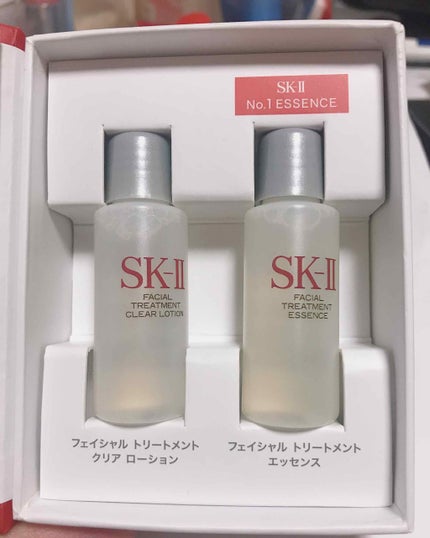 SK-II
No.1 ESSENCE
SK-II
FACIAL
TREATMENT
CLEAR LOTION
SK-II
FACIAL
TREATMENT
ESSENCE
フェイシャル トリートメント
クリア ローション
フェイシャル トリートメント
エッセンス